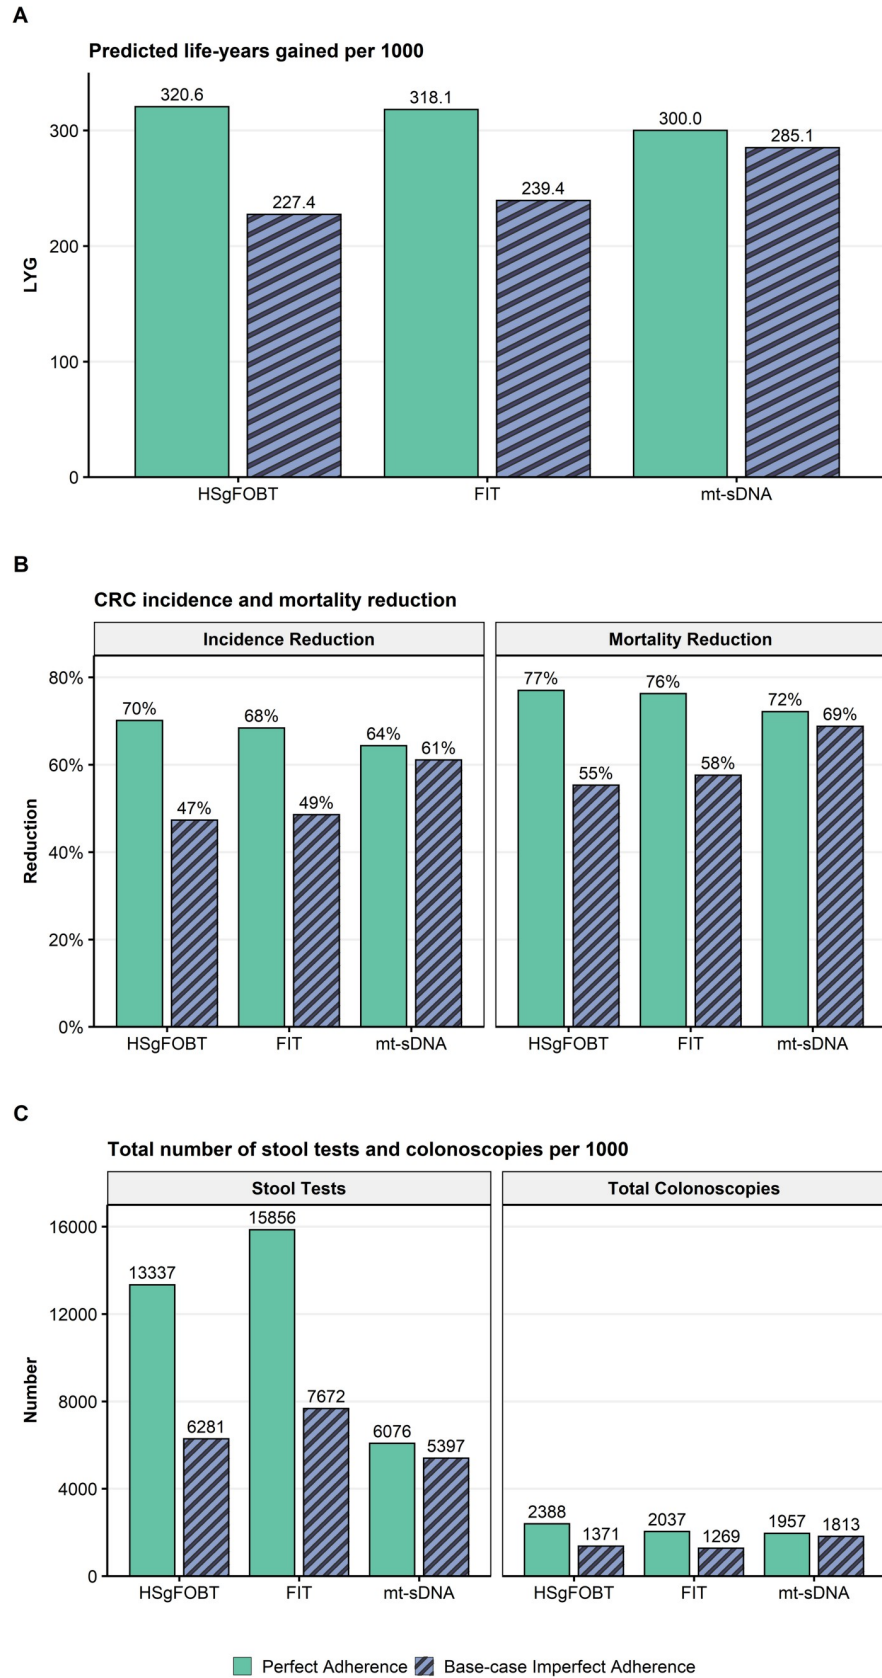 A
Predicted life-years gained per 1000
320.6 318.1 300.0
285.1
227.4 239.4
300
200
100
0
LYG
HSgFOBT FIT mt-sDNA
B
CRC incidence and mortality reduction
Incidence Reduction Mortality Reduction
80%
60%
40%
20%
0%
Reduction
70% 47% 68% 49% 64% 61%
77% 55% 76% 58% 72% 69%
HSgFOBT FIT mt-sDNA HSgFOBT FIT mt-sDNA
C
Total number of stool tests and colonoscopies per 1000
Stool Tests Total Colonoscopies
16000
12000
8000
4000
0
Number
13337 6281 15856 7672 6076 5397
2388 1371 2037 1269 1957 1813
HSgFOBT FIT mt-sDNA HSgFOBT FIT mt-sDNA
Perfect Adherence Base-case Imperfect Adherence